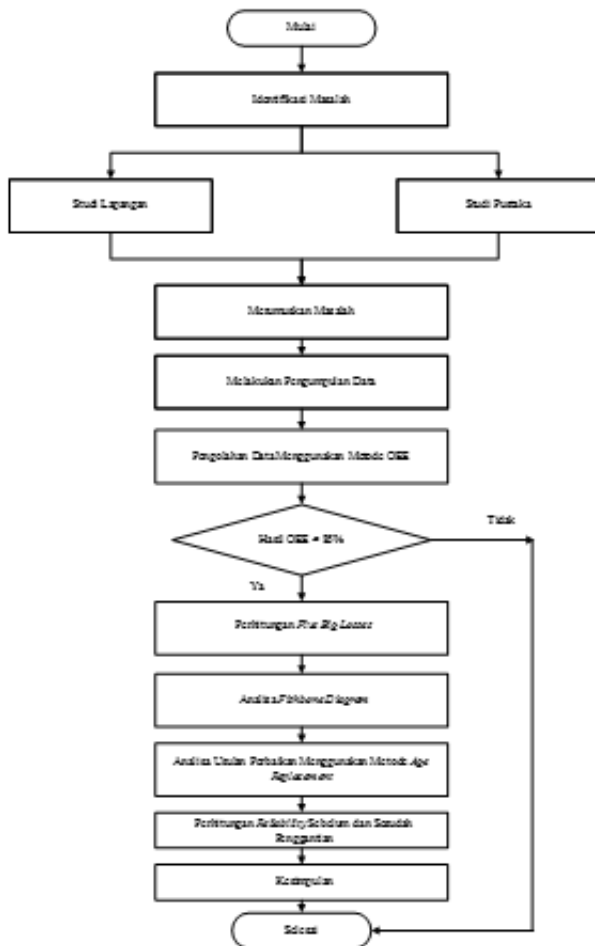 Mulai
Identifikasi Masalah
Studi Lapangan
Studi Pustaka
Merumuskan Masalah
Melakukan Pengumpulan Data
Pengolahan Data Menggunakan Metode OEE
Hasil OEE 85%
Tidak
Ya
Perhitungan Big Losses
Analisa Fishbone Diagram
Analisa Usulan Perbaikan Menggunakan Metode Age
Replacement
Perhitungan Reliability Sebelum dan Sesudah
Penggantian
Kesimpulan
Selesai